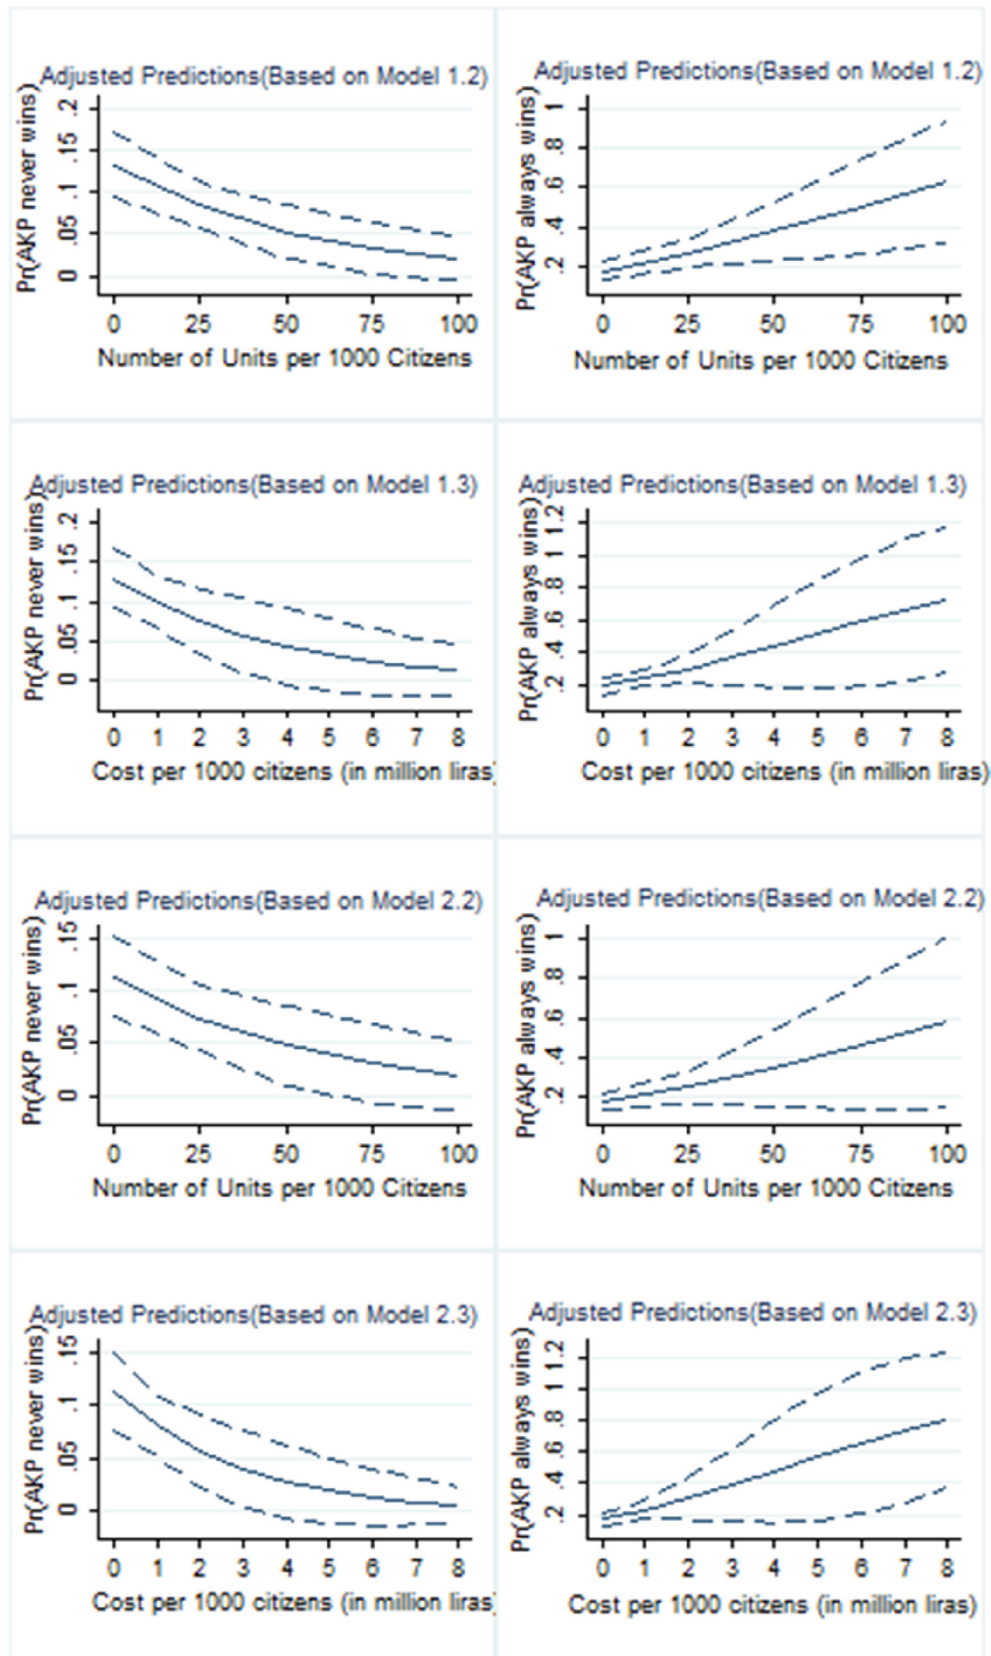 Adjusted Predictions(Based on Model 1.2)
Pr(AKP never wins)
.2
.15
.1
.05
0
0 25 50 75 100
Number of Units per 1000 Citizens
Adjusted Predictions(Based on Model 1.2)
Pr(AKP always wins)
1
.8
.6
.4
.2
0 25 50 75 100
Number of Units per 1000 Citizens
Adjusted Predictions(Based on Model 1.3)
Pr(AKP never wins)
.2
.15
.1
.05
0
0 1 2 3 4 5 6 7 8
Cost per 1000 citizens (in million liras)
Adjusted Predictions(Based on Model 1.3)
Pr(AKP always wins)
1.2
1
.8
.6
.4
.2
0 1 2 3 4 5 6 7 8
Cost per 1000 citizens (in million liras)
Adjusted Predictions(Based on Model 2.2)
Pr(AKP never wins)
.15
.1
.05
0
0 25 50 75 100
Number of Units per 1000 Citizens
Adjusted Predictions(Based on Model 2.2)
Pr(AKP always wins)
1
.8
.6
.4
.2
0 25 50 75 100
Number of Units per 1000 Citizens
Adjusted Predictions(Based on Model 2.3)
Pr(AKP never wins)
.15
.1
.05
0
0 1 2 3 4 5 6 7 8
Cost per 1000 citizens (in million liras)
Adjusted Predictions(Based on Model 2.3)
Pr(AKP always wins)
1.2
1
.8
.6
.4
.2
0 1 2 3 4 5 6 7 8
Cost per 1000 citizens (in million liras)